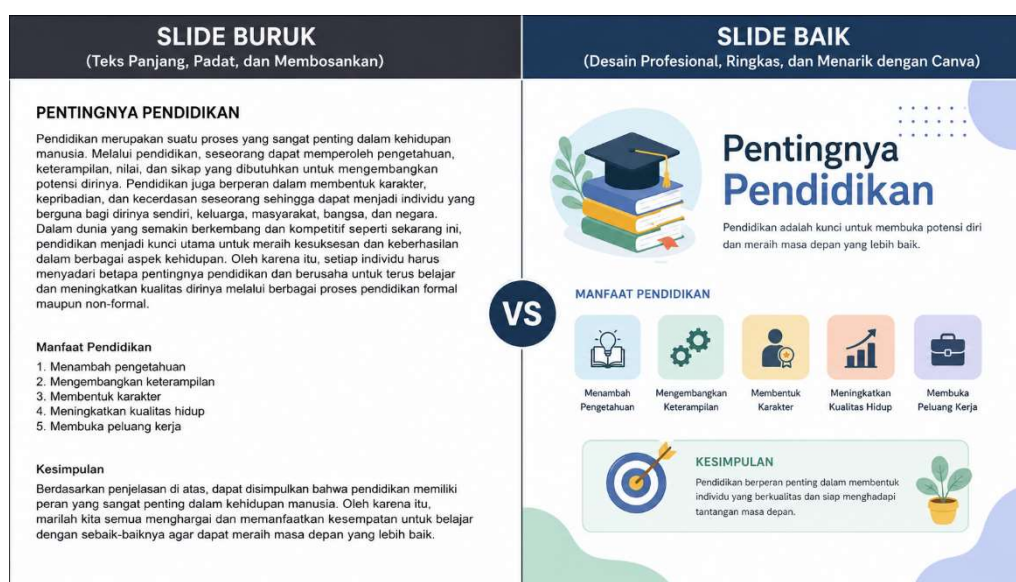 SLIDE BURUK
(Teks Panjang, Padat, dan Membosankan)
PENTINGNYA PENDIDIKAN
Pendidikan merupakan suatu proses yang sangat penting dalam kehidupan
manusia. Melalui pendidikan, seseorang dapat memperoleh pengetahuan,
keterampilan, nilai, dan sikap yang dibutuhkan untuk mengembangkan
potensi dirinya. Pendidikan juga berperan dalam membentuk karakter,
kepribadian, dan kecerdasan seseorang sehingga dapat menjadi individu yang
berguna bagi dirinya sendiri, keluarga, masyarakat, bangsa, dan negara.
Dalam dunia yang semakin berkembang dan kompetitif seperti sekarang ini,
pendidikan menjadi kunci utama untuk meraih kesuksesan dan keberhasilan
dalam berbagai aspek kehidupan. Oleh karena itu, setiap individu harus
menyadari betapa pentingnya pendidikan dan berusaha untuk terus belajar
dan meningkatkan kualitas dirinya melalui berbagai proses pendidikan formal
maupun non-formal.
Manfaat Pendidikan
1. Menambah pengetahuan
2. Mengembangkan keterampilan
3. Membentuk karakter
4. Meningkatkan kualitas hidup
5. Membuka peluang kerja
Kesimpulan
Berdasarkan penjelasan di atas, dapat disimpulkan bahwa pendidikan memiliki
peran yang sangat penting dalam kehidupan manusia. Oleh karena itu,
marilah kita semua menghargai dan memanfaatkan kesempatan untuk belajar
dengan sebaik-baiknya agar dapat meraih masa depan yang lebih baik.
VS
SLIDE BAIK
(Desain Profesional, Ringkas, dan Menarik dengan Canva)
Pentingnya
Pendidikan
Pendidikan adalah kunci untuk membuka potensi diri
dan meraih masa depan yang lebih baik.
MANFAAT PENDIDIKAN
Menambah
Pengetahuan
Mengembangkan
Keterampilan
Membentuk
Karakter
Meningkatkan
Kualitas Hidup
Membuka
Peluang Kerja
KESIMPULAN
Pendidikan berperan penting dalam membentuk
individu yang berkualitas dan siap menghadapi
tantangan masa depan.